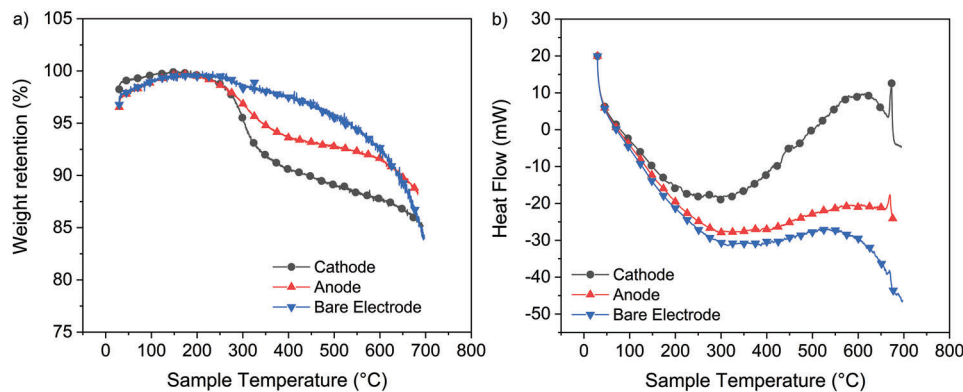 a)
105
100
95
90
85
80
75
Weight retention (%)
Cathode
Anode
Bare Electrode
0 100 200 300 400 500 600 700 800
Sample Temperature (°C)
b)
30
20
10
0
-10
-20
-30
-40
-50
Heat Flow (mW)
Cathode
Anode
Bare Electrode
0 100 200 300 400 500 600 700 800
Sample Temperature (°C)